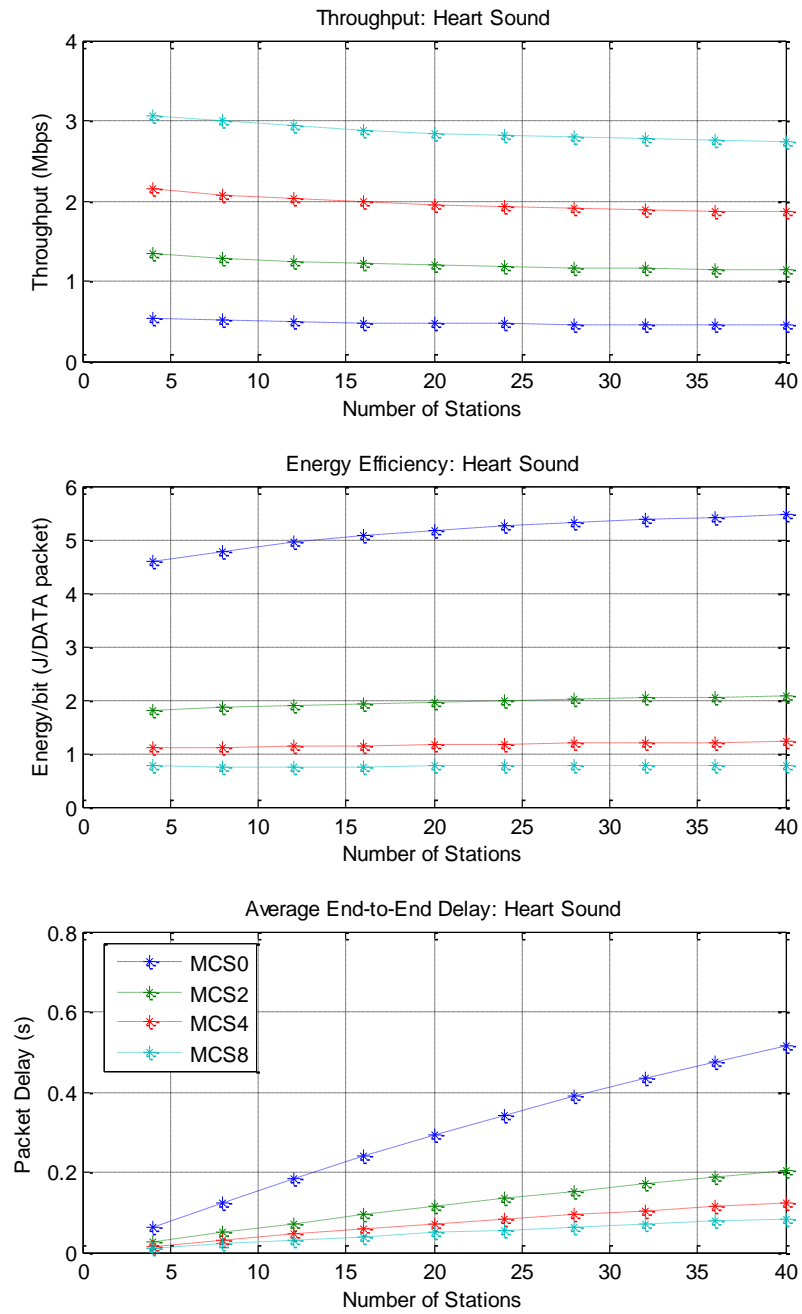 Throughput: Heart Sound
4
3
2
1
0
Throughput (Mbps)
0 5 10 15 20 25 30 35 40
Number of Stations
Energy Efficiency: Heart Sound
6
5
4
3
2
1
0
Energy/bit (J/DATA packet)
0 5 10 15 20 25 30 35 40
Number of Stations
Average End-to-End Delay: Heart Sound
0.8
0.6
0.4
0.2
0
Packet Delay (s)
MCS0
MCS2
MCS4
MCS8
0 5 10 15 20 25 30 35 40
Number of Stations